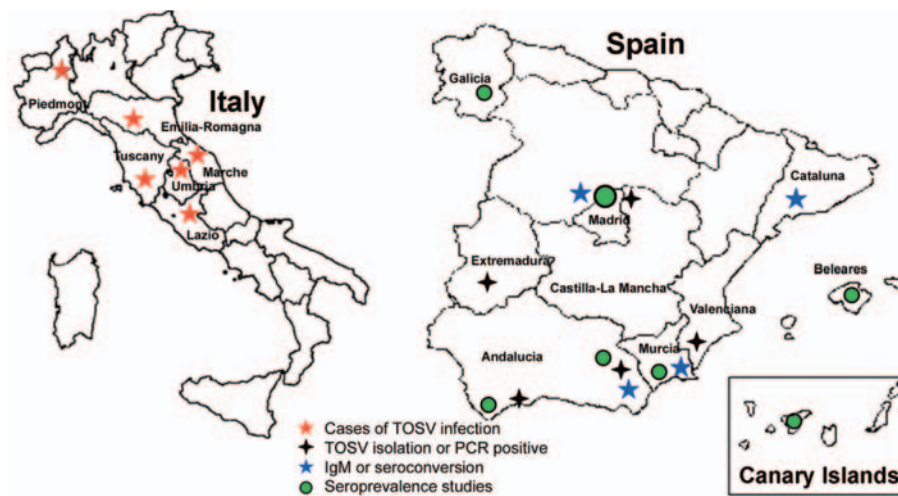 Italy
Piedmogy
Emilia-Romagna
Tuscany
Marche
Umbria
Lazio
Spain
Galicia
Cataluna
Madrid
Extremadura?
Castilla-La Mancha
Beleares
Valenciana
Andalucia
Murcia
Canary Islands
Cases of TOSV infection
TOSV isolation or PCR positive
IgM or seroconversion
Seroprevalence studies